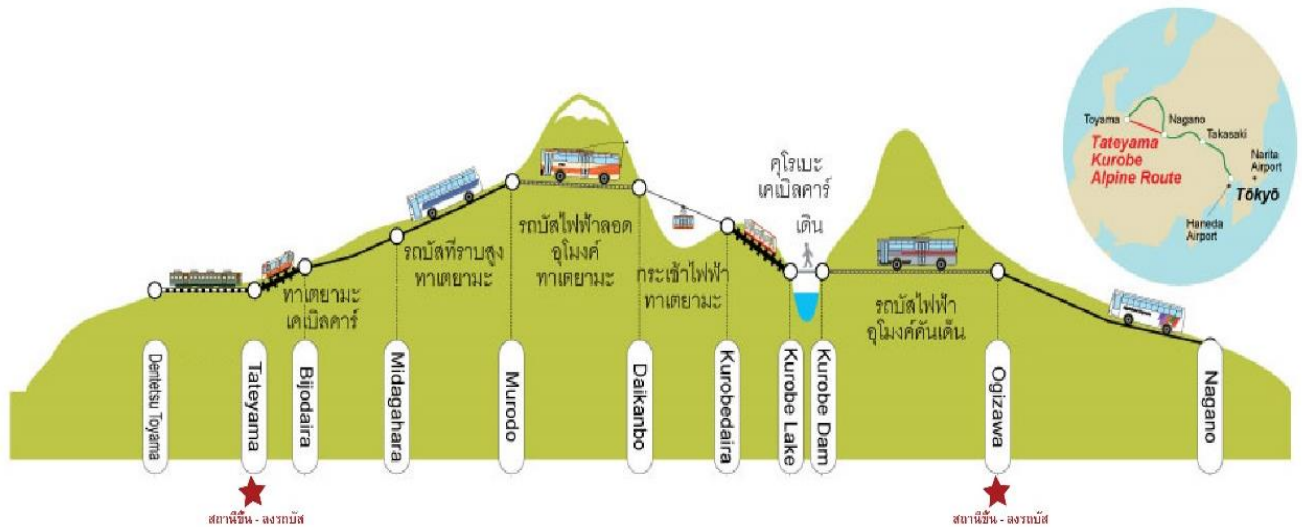 Toyama
Nagano
Takasaki
Tateyama
Kurobe
Alpine Route
Narita
Airport
Tōkyō
Haneda
Airport
คุโรเบะ
เคเบิลคาร์
เดิน
รถบัสไฟฟ้าลอด
อุโมงค์
ทาเตยามะ
รถบัสที่ราบสูง
ทาเตยามะ
กระเช้าไฟฟ้า
ทาเตยามะ
ทาเตยามะ
เคเบิลคาร์
รถบัสไฟฟ้า
อุโมงค์คันเด็น
Dentetsu Toyama
Tateyama
Bijodaira
Midagahara
Murodo
Daikanbo
Kurobedaira
Kurobe Lake
Kurobe Dam
Ogizawa
Nagano
สถานีขึ้น - ลงรถบัส
สถานีขึ้น - ลงรถบัส